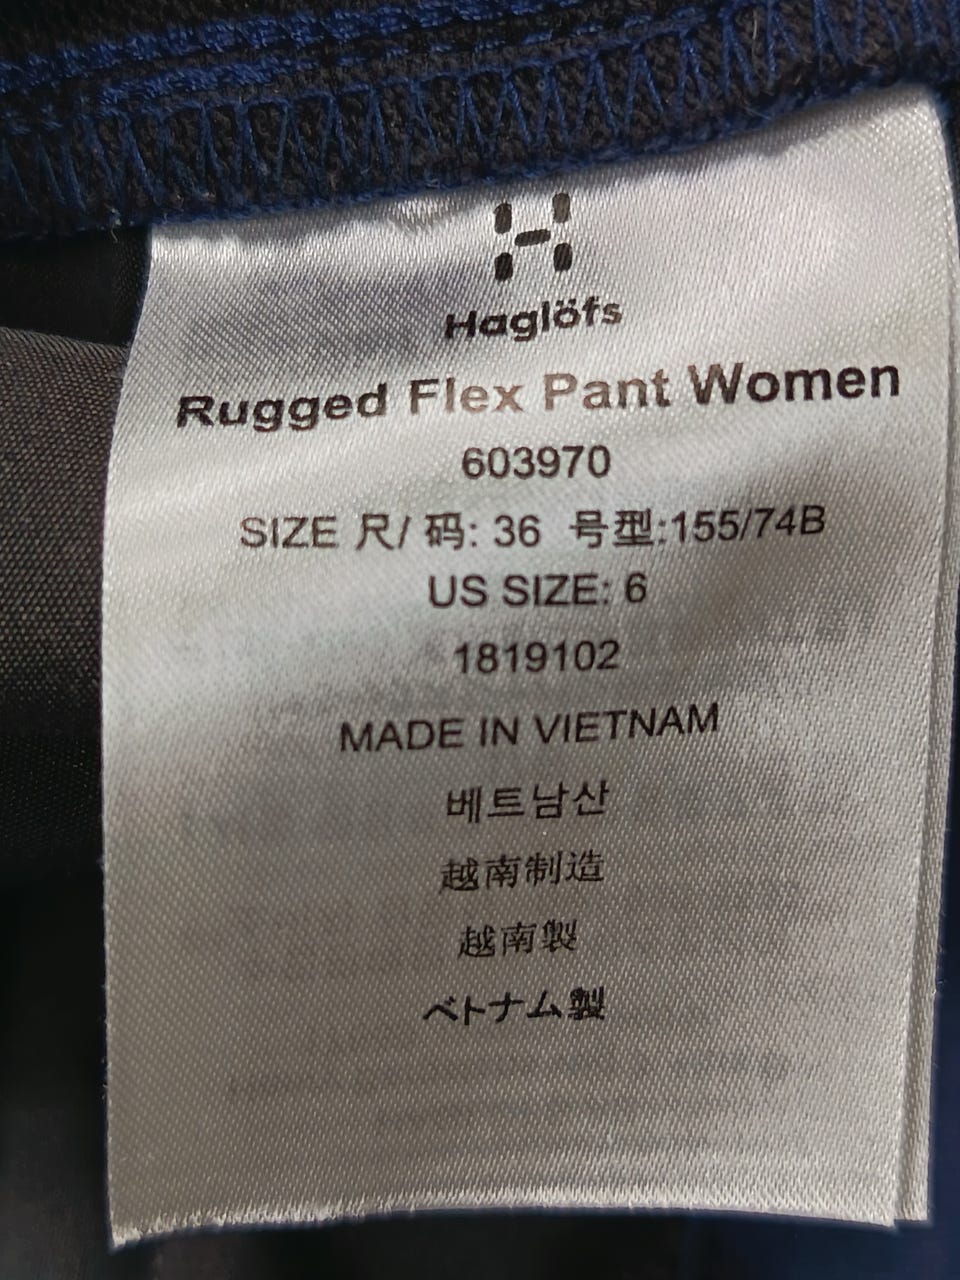 Haglöfs
Rugged Flex Pant Women
603970
SIZE 尺/ 码: 36 号型:155/74B
US SIZE: 6
1819102
MADE IN VIETNAM
베트남산
越南制造
越南製
ベトナム製